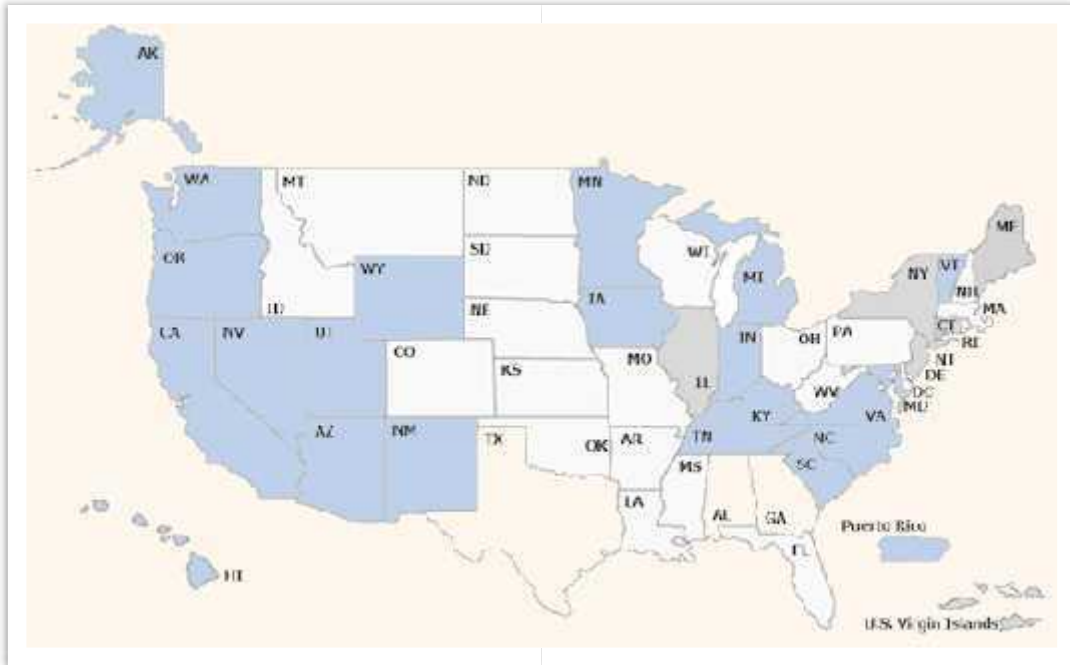 AK
WA
MT
ND
MN
ME
OR
SD
WI
NY
VT
WY
MI
NH
ID
IA
MA
NE
CA
NV
UT
IN
OH
PA
CT
RI
CO
MO
NJ
KS
IL
DE
WV
DC
KY
VA
MD
AZ
NM
TX
OK
AR
TN
NC
SC
MS
LA
AL
GA
Puerto Rico
FL
HI
U.S. Virgin Islands